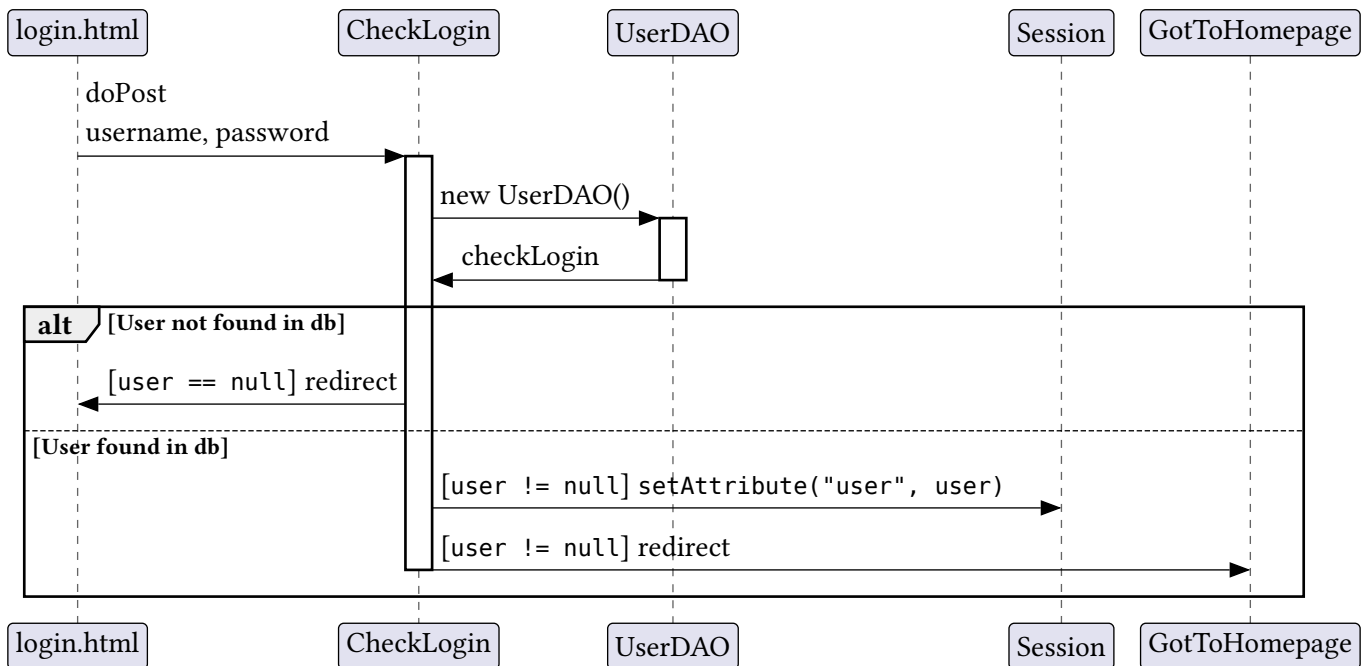 login.html CheckLogin UserDAO Session GotToHomepage
doPost
username, password
new UserDAO()
checkLogin
alt [User not found in db]
[user == null] redirect
[User found in db]
[user != null] setAttribute("user", user)
[user != null] redirect
login.html CheckLogin UserDAO Session GotToHomepage